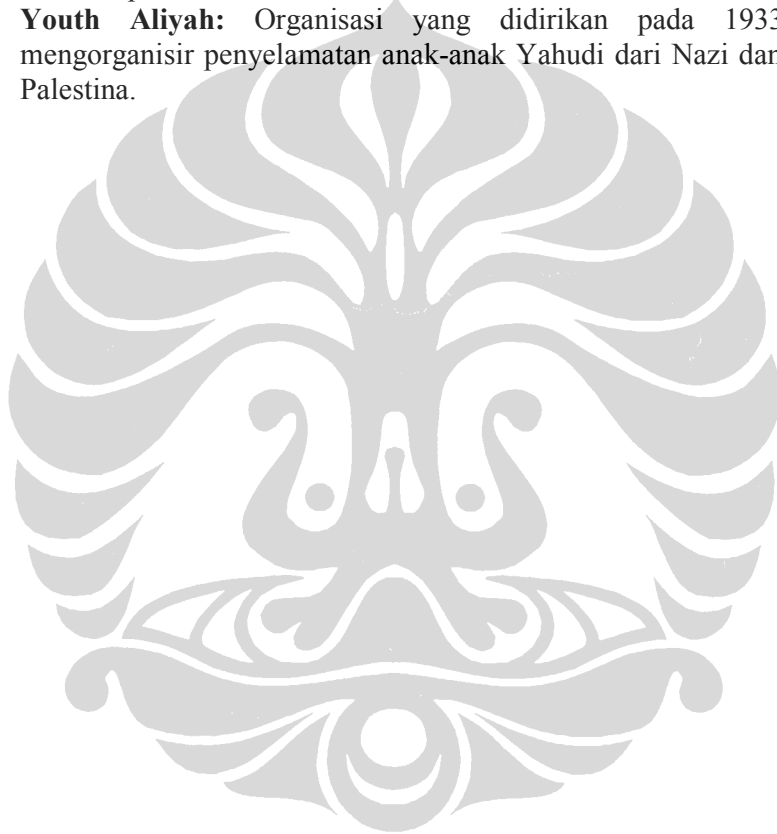 Youth Aliyah: Organisasi yang didirikan pada 1933
mengorganisir penyelamatan anak-anak Yahudi dari Nazi dan
Palestina.